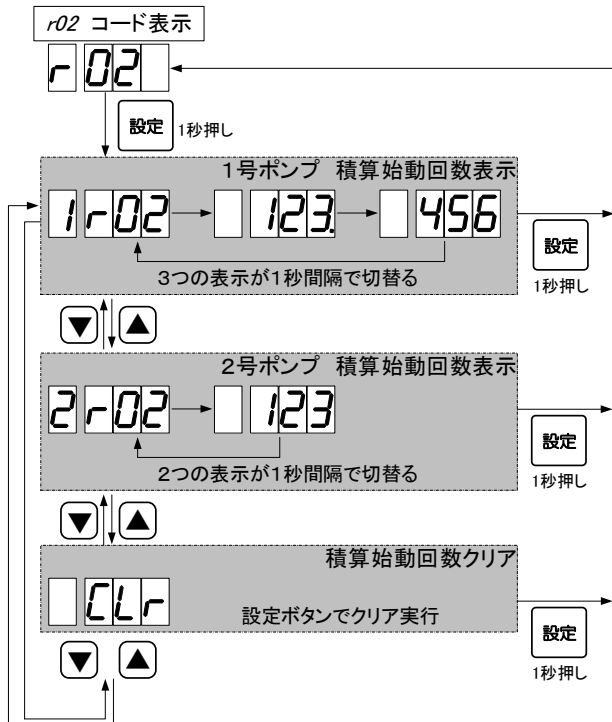 r02 コード表示
r 02
設定 1秒押し
1号ポンプ 積算始動回数表示
1 r02 123. 456
設定
1秒押し
3つの表示が1秒間隔で切替る
▼ ▲
2号ポンプ 積算始動回数表示
2 r02 123
設定
1秒押し
2つの表示が1秒間隔で切替る
▼ ▲
積算始動回数クリア
CLr
設定ボタンでクリア実行
設定
1秒押し
▼ ▲